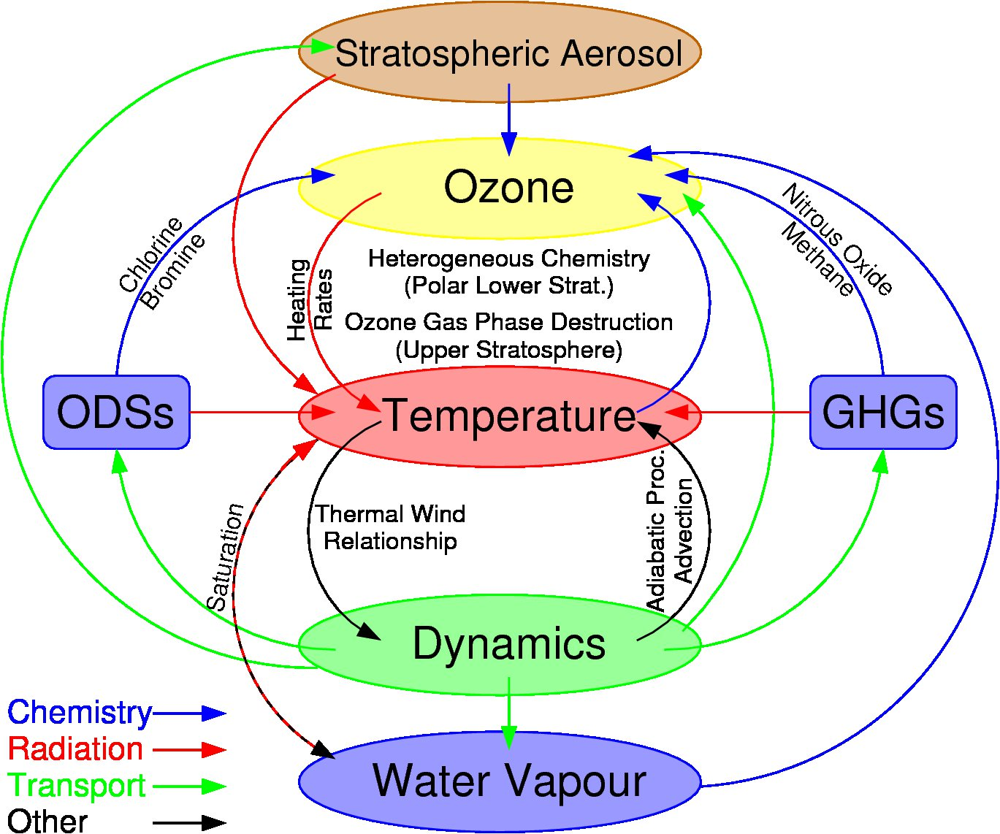 Stratospheric Aerosol
Ozone
Chlorine
Bromine
Nitrous Oxide
Methane
Heating
Rates
Heterogeneous Chemistry
(Polar Lower Strat.)
Ozone Gas Phase Destruction
(Upper Stratosphere)
ODSs
Temperature
GHGs
Saturation
Thermal Wind
Relationship
Adiabatic Proc.
Advection
Dynamics
Water Vapour
Chemistry
Radiation
Transport
Other